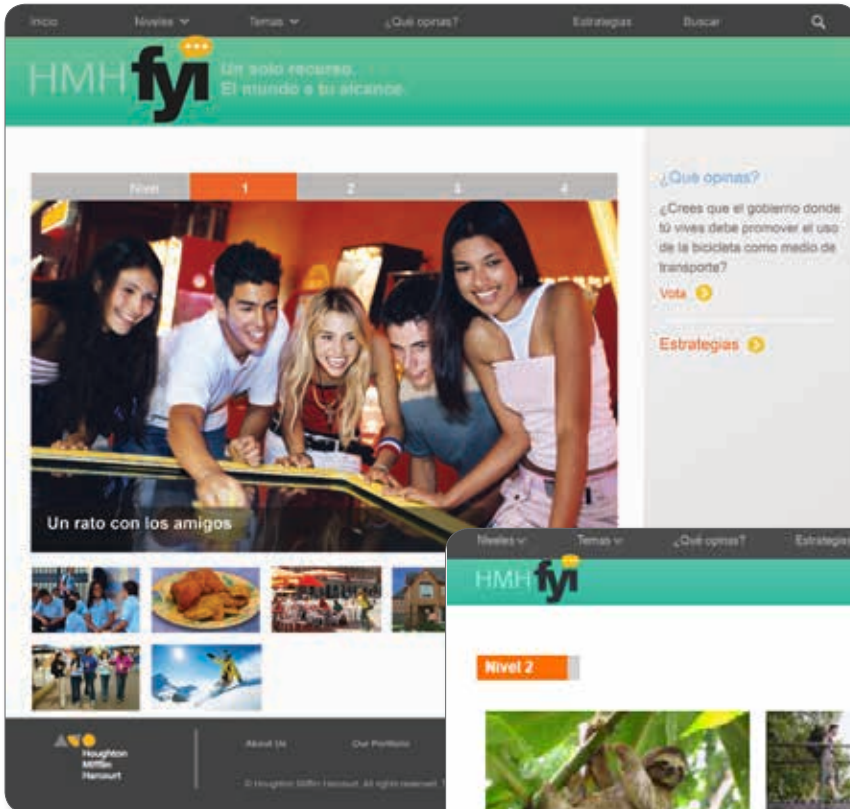 Inicio Niveles Temas ¿Qué opinas? Estrategias Buscar
HMH fyi
Un solo recurso.
El mundo a tu alcance.
Nivel 1 2 3 4
Un rato con los amigos
¿Qué opinas?
¿Crees que el gobierno donde
tú vives debe promover el uso
de la bicicleta como medio de
transporte?
Vota
Estrategias
Houghton
Mifflin
Harcourt
About Us Our Portfolio
© Houghton Mifflin Harcourt. All rights reserved.
Niveles Temas ¿Qué opinas? Estrategias
HMH fyi
Nivel 2